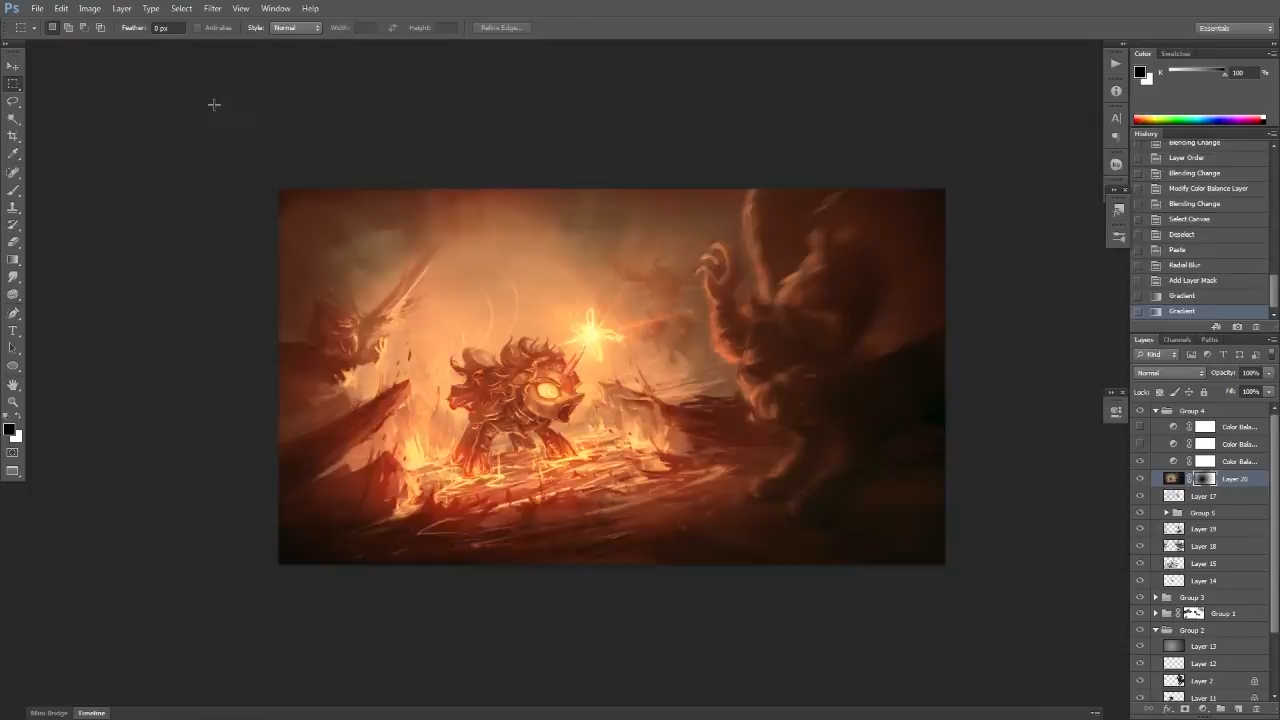 Ps File Edit Image Layer Type Select Filter View Window Help
Feather: 0 px Antialias Style: Normal Width: Height: Refine Edge... Essentials
Color Swatches
K 100 %
History
Blending Change
Layer Order
Blending Change
Modify Color Balance Layer
Blending Change
Select Canvas
Deselect
Paste
Radial Blur
Add Layer Mask
Gradient
Gradient
Layers Channels Paths
Kind
Normal Opacity: 100%
Lock: Fill: 100%
Group 4
Color Bala...
Color Bala...
Color Bala...
Layer 20
Layer 17
Group 5
Layer 19
Layer 18
Layer 15
Layer 14
Group 3
Group 1
Group 2
Layer 13
Layer 12
Layer 2
Layer 11
Mini Bridge Timeline